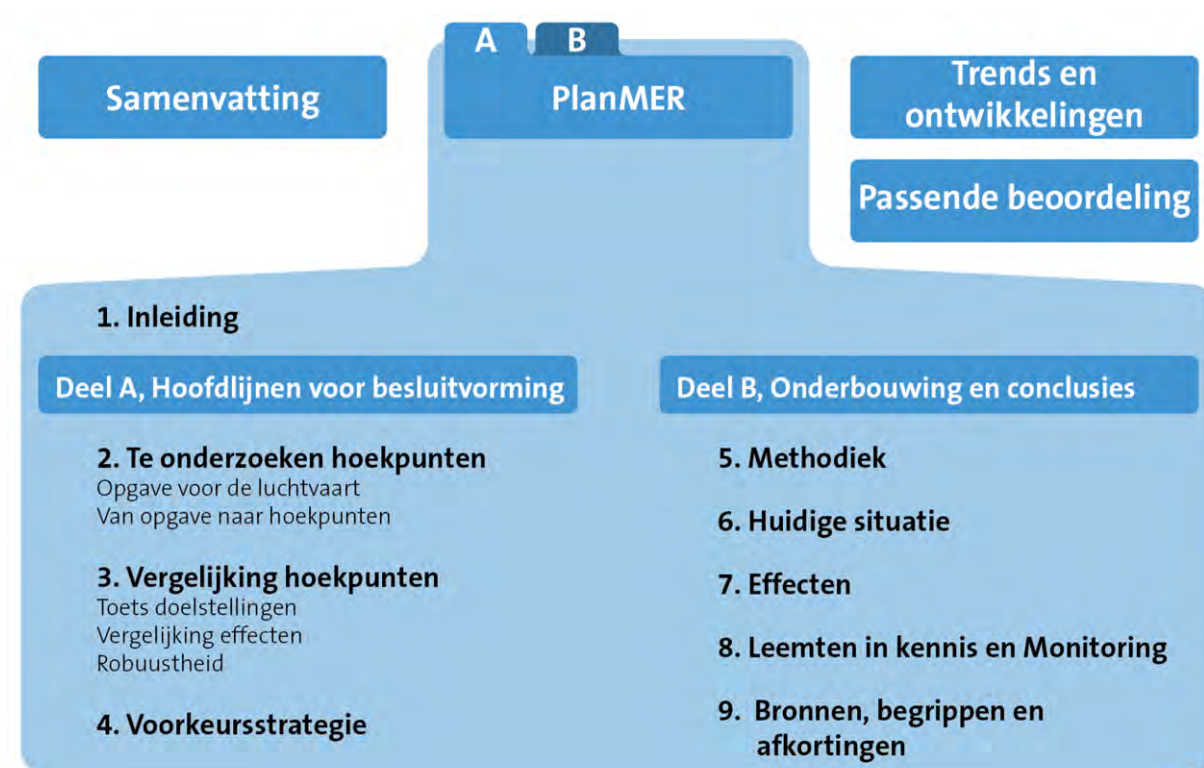 A B
Samenvatting
PlanMER
Trends en
ontwikkelingen
Passende beoordeling
1. Inleiding
Deel A, Hoofdlijnen voor besluitvorming
2. Te onderzoeken hoekpunten
Opgave voor de luchtvaart
Van opgave naar hoekpunten
3. Vergelijking hoekpunten
Toets doelstellingen
Vergelijking effecten
Robuustheid
4. Voorkeursstrategie
Deel B, Onderbouwing en conclusies
5. Methodiek
6. Huidige situatie
7. Effecten
8. Leemten in kennis en Monitoring
9. Bronnen, begrippen en
afkortingen